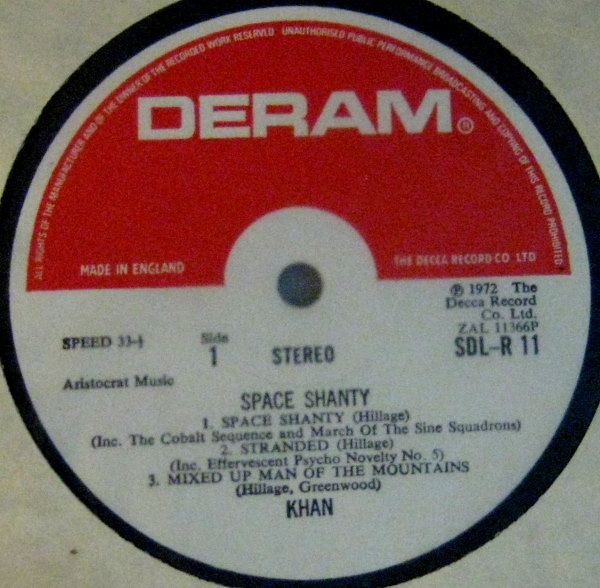 ALL RIGHTS OF THE MANUFACTURER AND OF THE OWNER OF THE RECORDED WORK RESERVED UNAUTHORISED PUBLIC PERFORMANCE BROADCASTING AND COPYING OF THIS RECORD PROHIBITED
DERAM®
MADE IN ENGLAND
THE DECCA RECORD CO. LTD
℗ 1972 The
Decca Record
Co. Ltd.
ZAL 11366P
SPEED 33⅓
Side
1
STEREO
SDL-R 11
Aristocrat Music
SPACE SHANTY
1. SPACE SHANTY (Hillage)
(Inc. The Cobalt Sequence and March Of The Sine Squadrons)
2. STRANDED (Hillage)
(Inc. Effervescent Psycho Novelty No. 5)
3. MIXED UP MAN OF THE MOUNTAINS
(Hillage, Greenwood)
KHAN